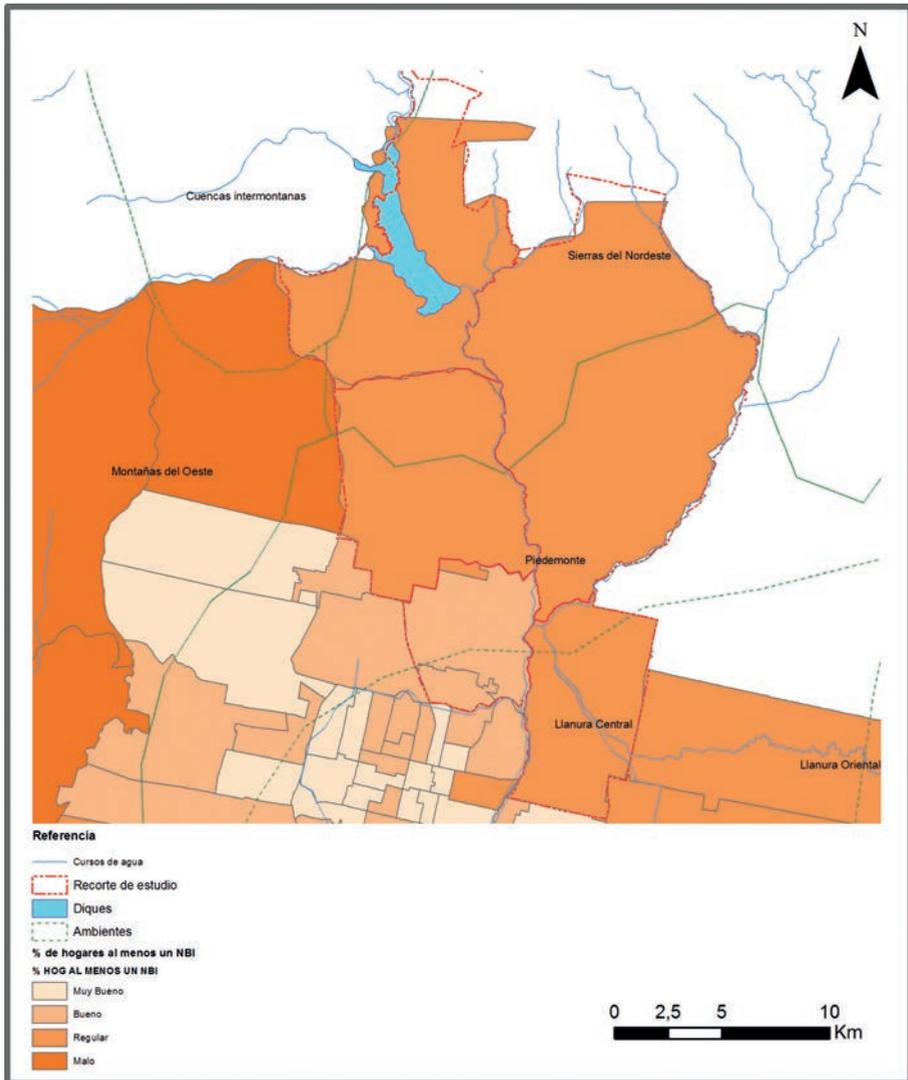 N
Cuencas intermontanas
Sierras del Nordeste
Montañas del Oeste
Piedemonte
Llanura Central
Llanura Oriental
Referencia
Cursos de agua
Recorte de estudio
Diques
Ambientes
% de hogares al menos un NBI
% HOG AL MENOS UN NBI
Muy Bueno
Bueno
Regular
Malo
0 2,5 5 10
Km